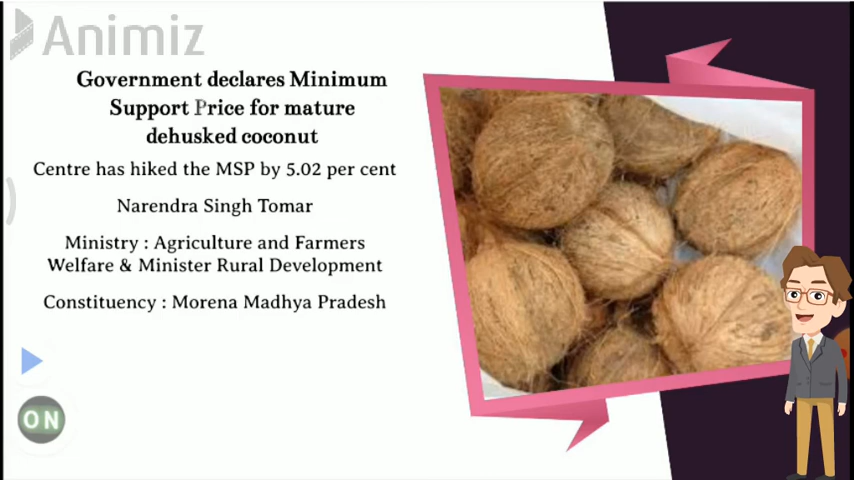 Animiz
Government declares Minimum
Support Price for mature
dehusked coconut
Centre has hiked the MSP by 5.02 per cent
Narendra Singh Tomar
Ministry : Agriculture and Farmers
Welfare & Minister Rural Development
Constituency : Morena Madhya Pradesh
ON